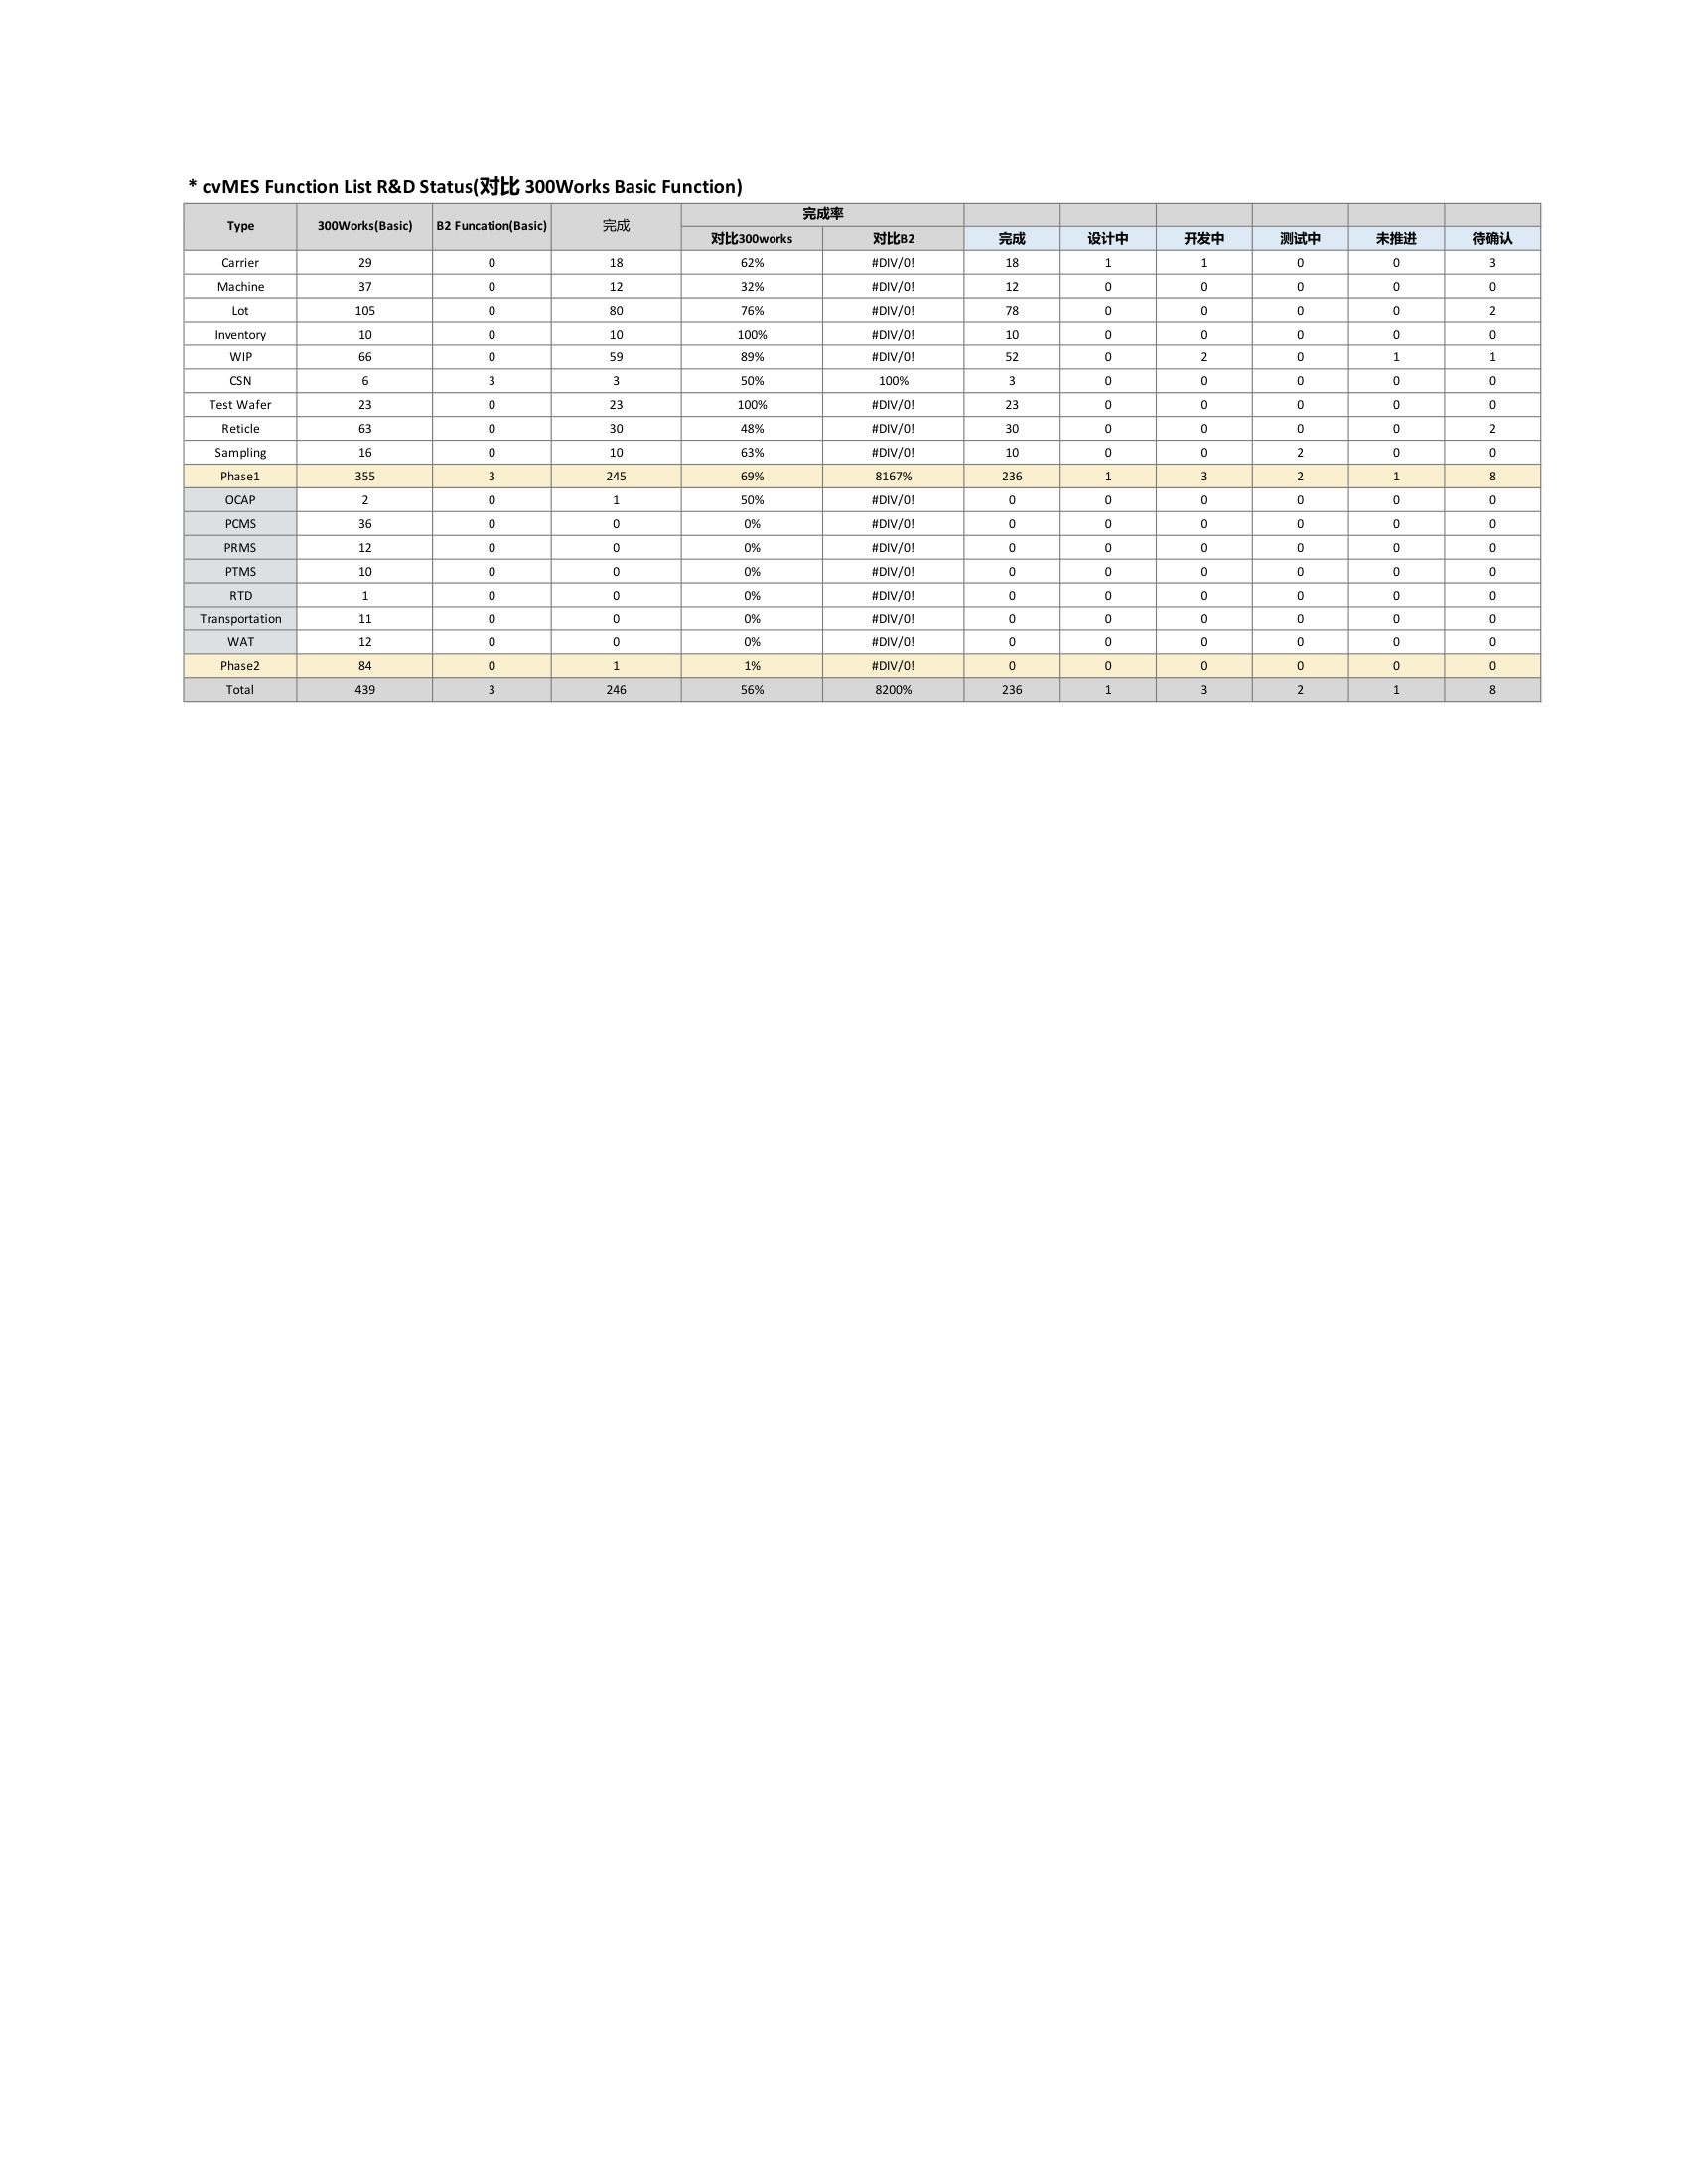 * cvMES Function List R&D Status(对比 300Works Basic Function)
Type 300Works(Basic) B2 Funcation(Basic) 完成 完成率
对比300works 对比B2 完成 设计中 开发中 测试中 未推进 待确认
Carrier 29 0 18 62% #DIV/0! 18 1 1 0 0 3
Machine 37 0 12 32% #DIV/0! 12 0 0 0 0 0
Lot 105 0 80 76% #DIV/0! 78 0 0 0 0 2
Inventory 10 0 10 100% #DIV/0! 10 0 0 0 0 0
WIP 66 0 59 89% #DIV/0! 52 0 2 0 1 1
CSN 6 3 3 50% 100% 3 0 0 0 0 0
Test Wafer 23 0 23 100% #DIV/0! 23 0 0 0 0 0
Reticle 63 0 30 48% #DIV/0! 30 0 0 0 0 2
Sampling 16 0 10 63% #DIV/0! 10 0 0 2 0 0
Phase1 355 3 245 69% 8167% 236 1 3 2 1 8
OCAP 2 0 1 50% #DIV/0! 0 0 0 0 0 0
PCMS 36 0 0 0% #DIV/0! 0 0 0 0 0 0
PRMS 12 0 0 0% #DIV/0! 0 0 0 0 0 0
PTMS 10 0 0 0% #DIV/0! 0 0 0 0 0 0
RTD 1 0 0 0% #DIV/0! 0 0 0 0 0 0
Transportation 11 0 0 0% #DIV/0! 0 0 0 0 0 0
WAT 12 0 0 0% #DIV/0! 0 0 0 0 0 0
Phase2 84 0 1 1% #DIV/0! 0 0 0 0 0 0
Total 439 3 246 56% 8200% 236 1 3 2 1 8